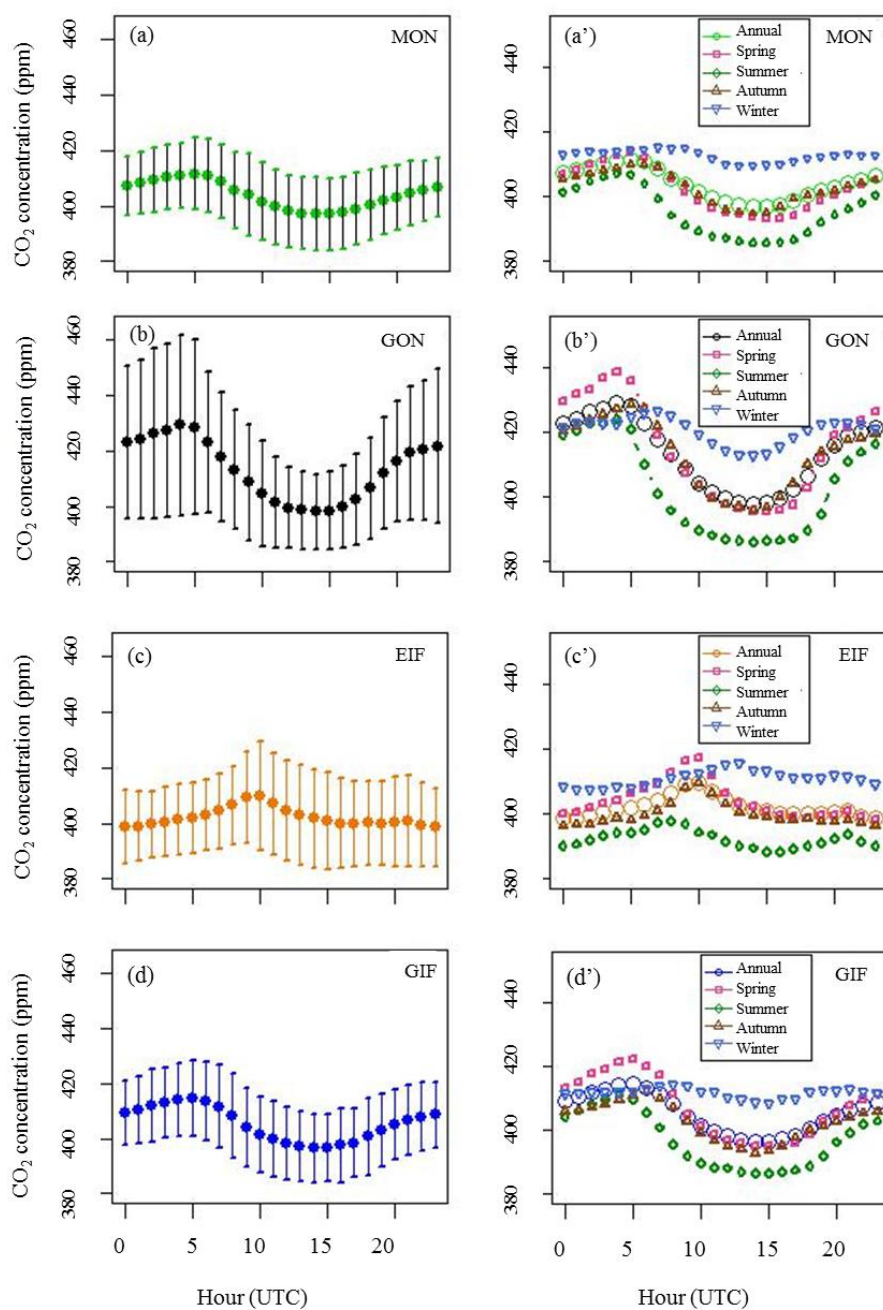 (a) MON
CO₂ concentration (ppm)
460
440
420
400
380
(a’) MON
Annual
Spring
Summer
Autumn
Winter
440
420
400
380
(b) GON
CO₂ concentration (ppm)
460
440
420
400
380
(b’) GON
Annual
Spring
Summer
Autumn
Winter
440
420
400
380
(c) EIF
CO₂ concentration (ppm)
460
440
420
400
380
(c’) EIF
Annual
Spring
Summer
Autumn
Winter
440
420
400
380
(d) GIF
CO₂ concentration (ppm)
460
440
420
400
380
0 5 10 15 20
Hour (UTC)
(d’) GIF
Annual
Spring
Summer
Autumn
Winter
440
420
400
380
0 5 10 15 20
Hour (UTC)